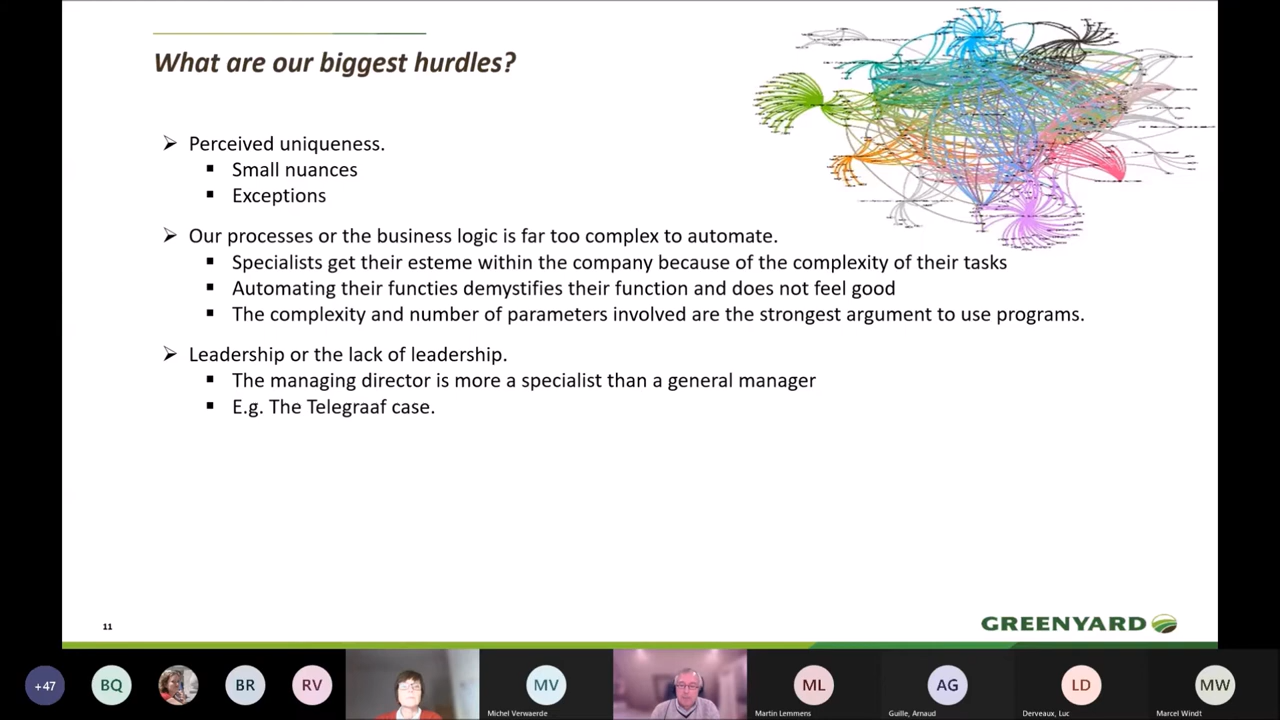 What are our biggest hurdles?
Perceived uniqueness.
Small nuances
Exceptions
Our processes or the business logic is far too complex to automate.
Specialists get their esteme within the company because of the complexity of their tasks
Automating their functies demystifies their function and does not feel good
The complexity and number of parameters involved are the strongest argument to use programs.
Leadership or the lack of leadership.
The managing director is more a specialist than a general manager
E.g. The Telegraaf case.
11
GREENYARD
+47
BQ
BR
RV
MV
Michel Verwaerde
ML
Martin Lemmens
AG
Guille, Arnaud
LD
Derveaux, Luc
MW
Marcel Windt